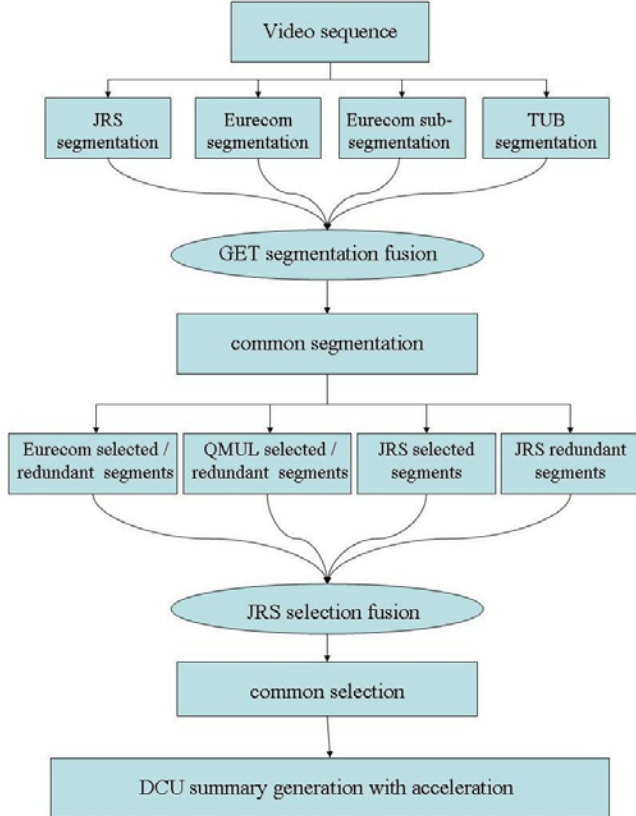 Video sequence
JRS
segmentation
Eurecom
segmentation
Eurecom sub-
segmentation
TUB
segmentation
GET segmentation fusion
common segmentation
Eurecom selected /
redundant segments
QMUL selected /
redundant segments
JRS selected
segments
JRS redundant
segments
JRS selection fusion
common selection
DCU summary generation with acceleration